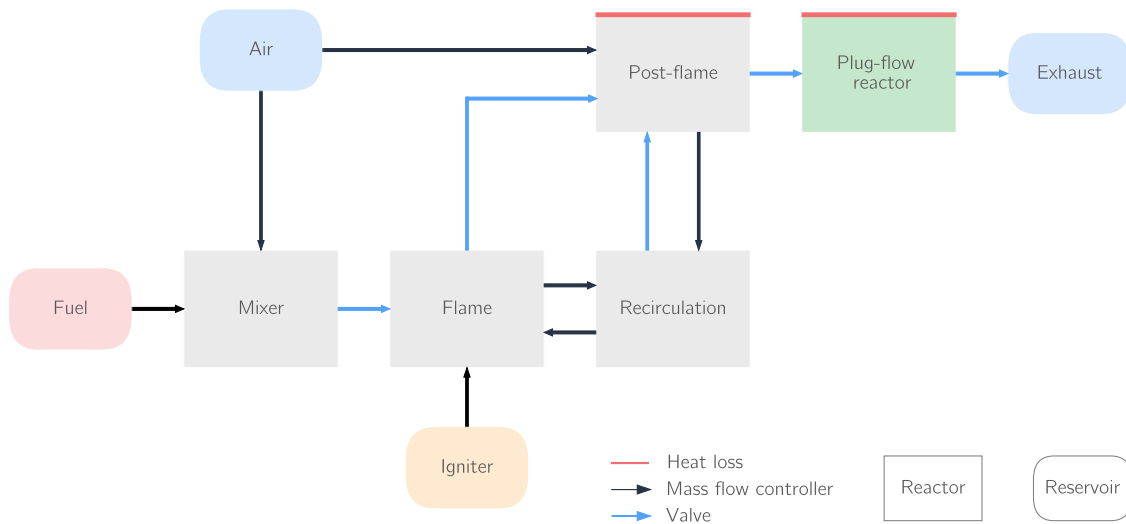 Air
Post-flame
Plug-flow
reactor
Exhaust
Fuel
Mixer
Flame
Recirculation
Igniter
Heat loss
Mass flow controller
Valve
Reactor
Reservoir